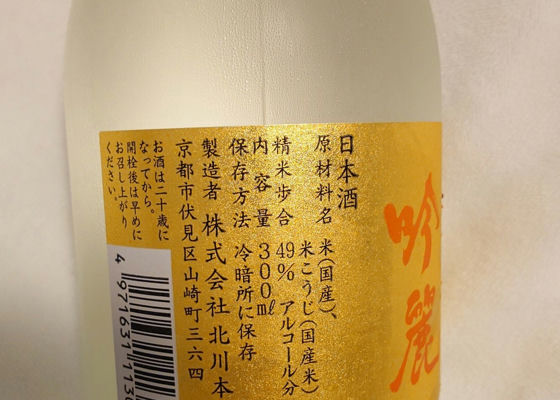 吟麗
日本酒
原材料名 米(国産)、
米こうじ(国産米)
精米歩合 49% アルコール分
内容量 300ml
保存方法 冷暗所に保存
製造者 株式会社 北川本
京都市伏見区山崎町三六四
お酒は二十歳に
なってから。
開栓後は早めに
お召し上がり
ください。
4 971631 113